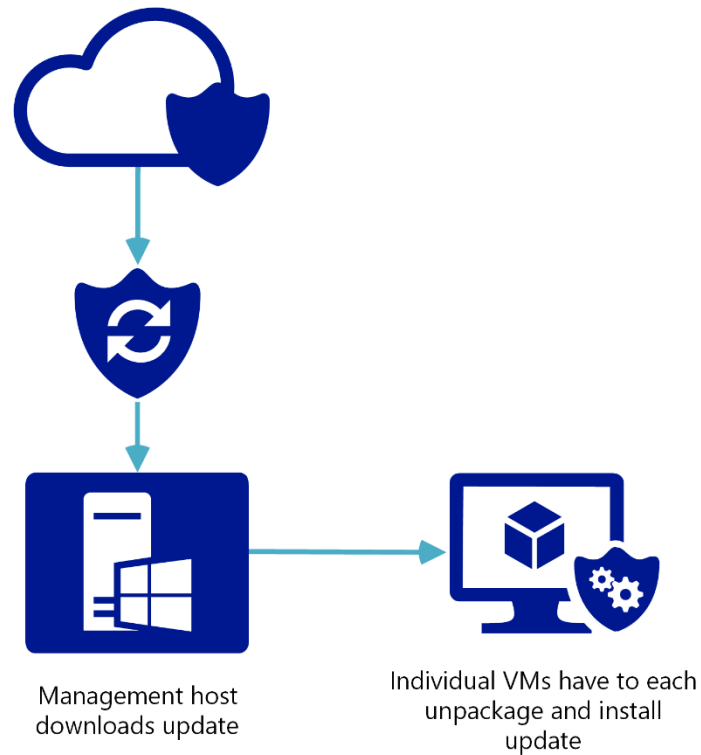 Management host
downloads update
Individual VMs have to each
unpackage and install
update